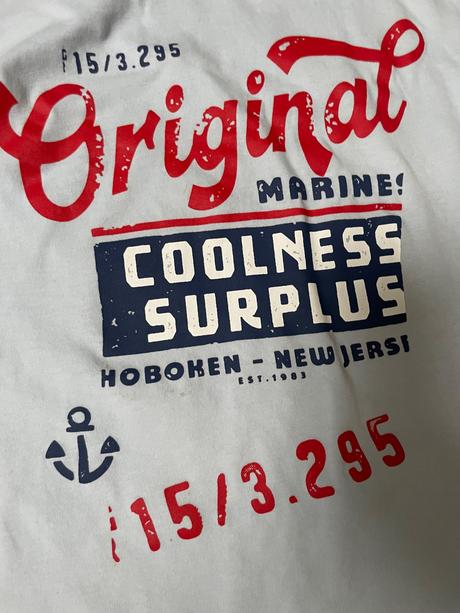 15/3.295
Original
MARINES
COOLNESS
SURPLUS
HOBOKEN - NEW JERSE
EST.1983
15/3.295